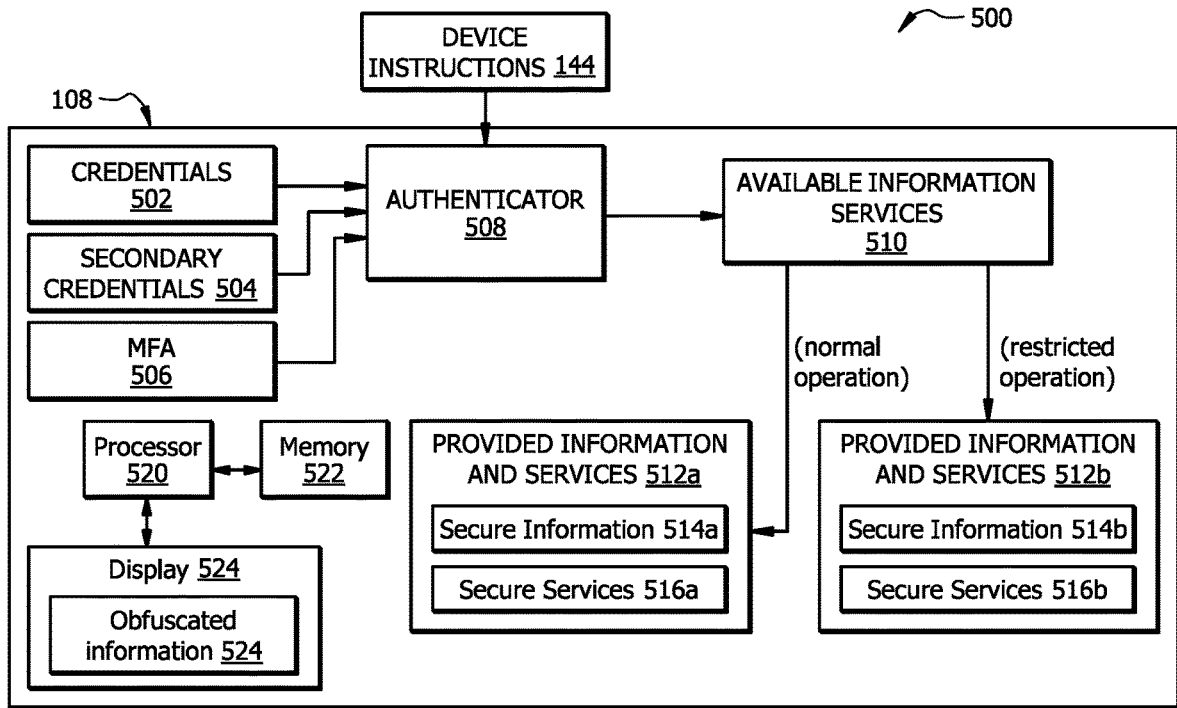 500
DEVICE
INSTRUCTIONS 144
108
CREDENTIALS
502
SECONDARY
CREDENTIALS 504
MFA
506
AUTHENTICATOR
508
AVAILABLE INFORMATION
SERVICES
510
(normal
operation)
(restricted
operation)
Processor
520
Memory
522
Display 524
Obfuscated
information 524
PROVIDED INFORMATION
AND SERVICES 512a
Secure Information 514a
Secure Services 516a
PROVIDED INFORMATION
AND SERVICES 512b
Secure Information 514b
Secure Services 516b